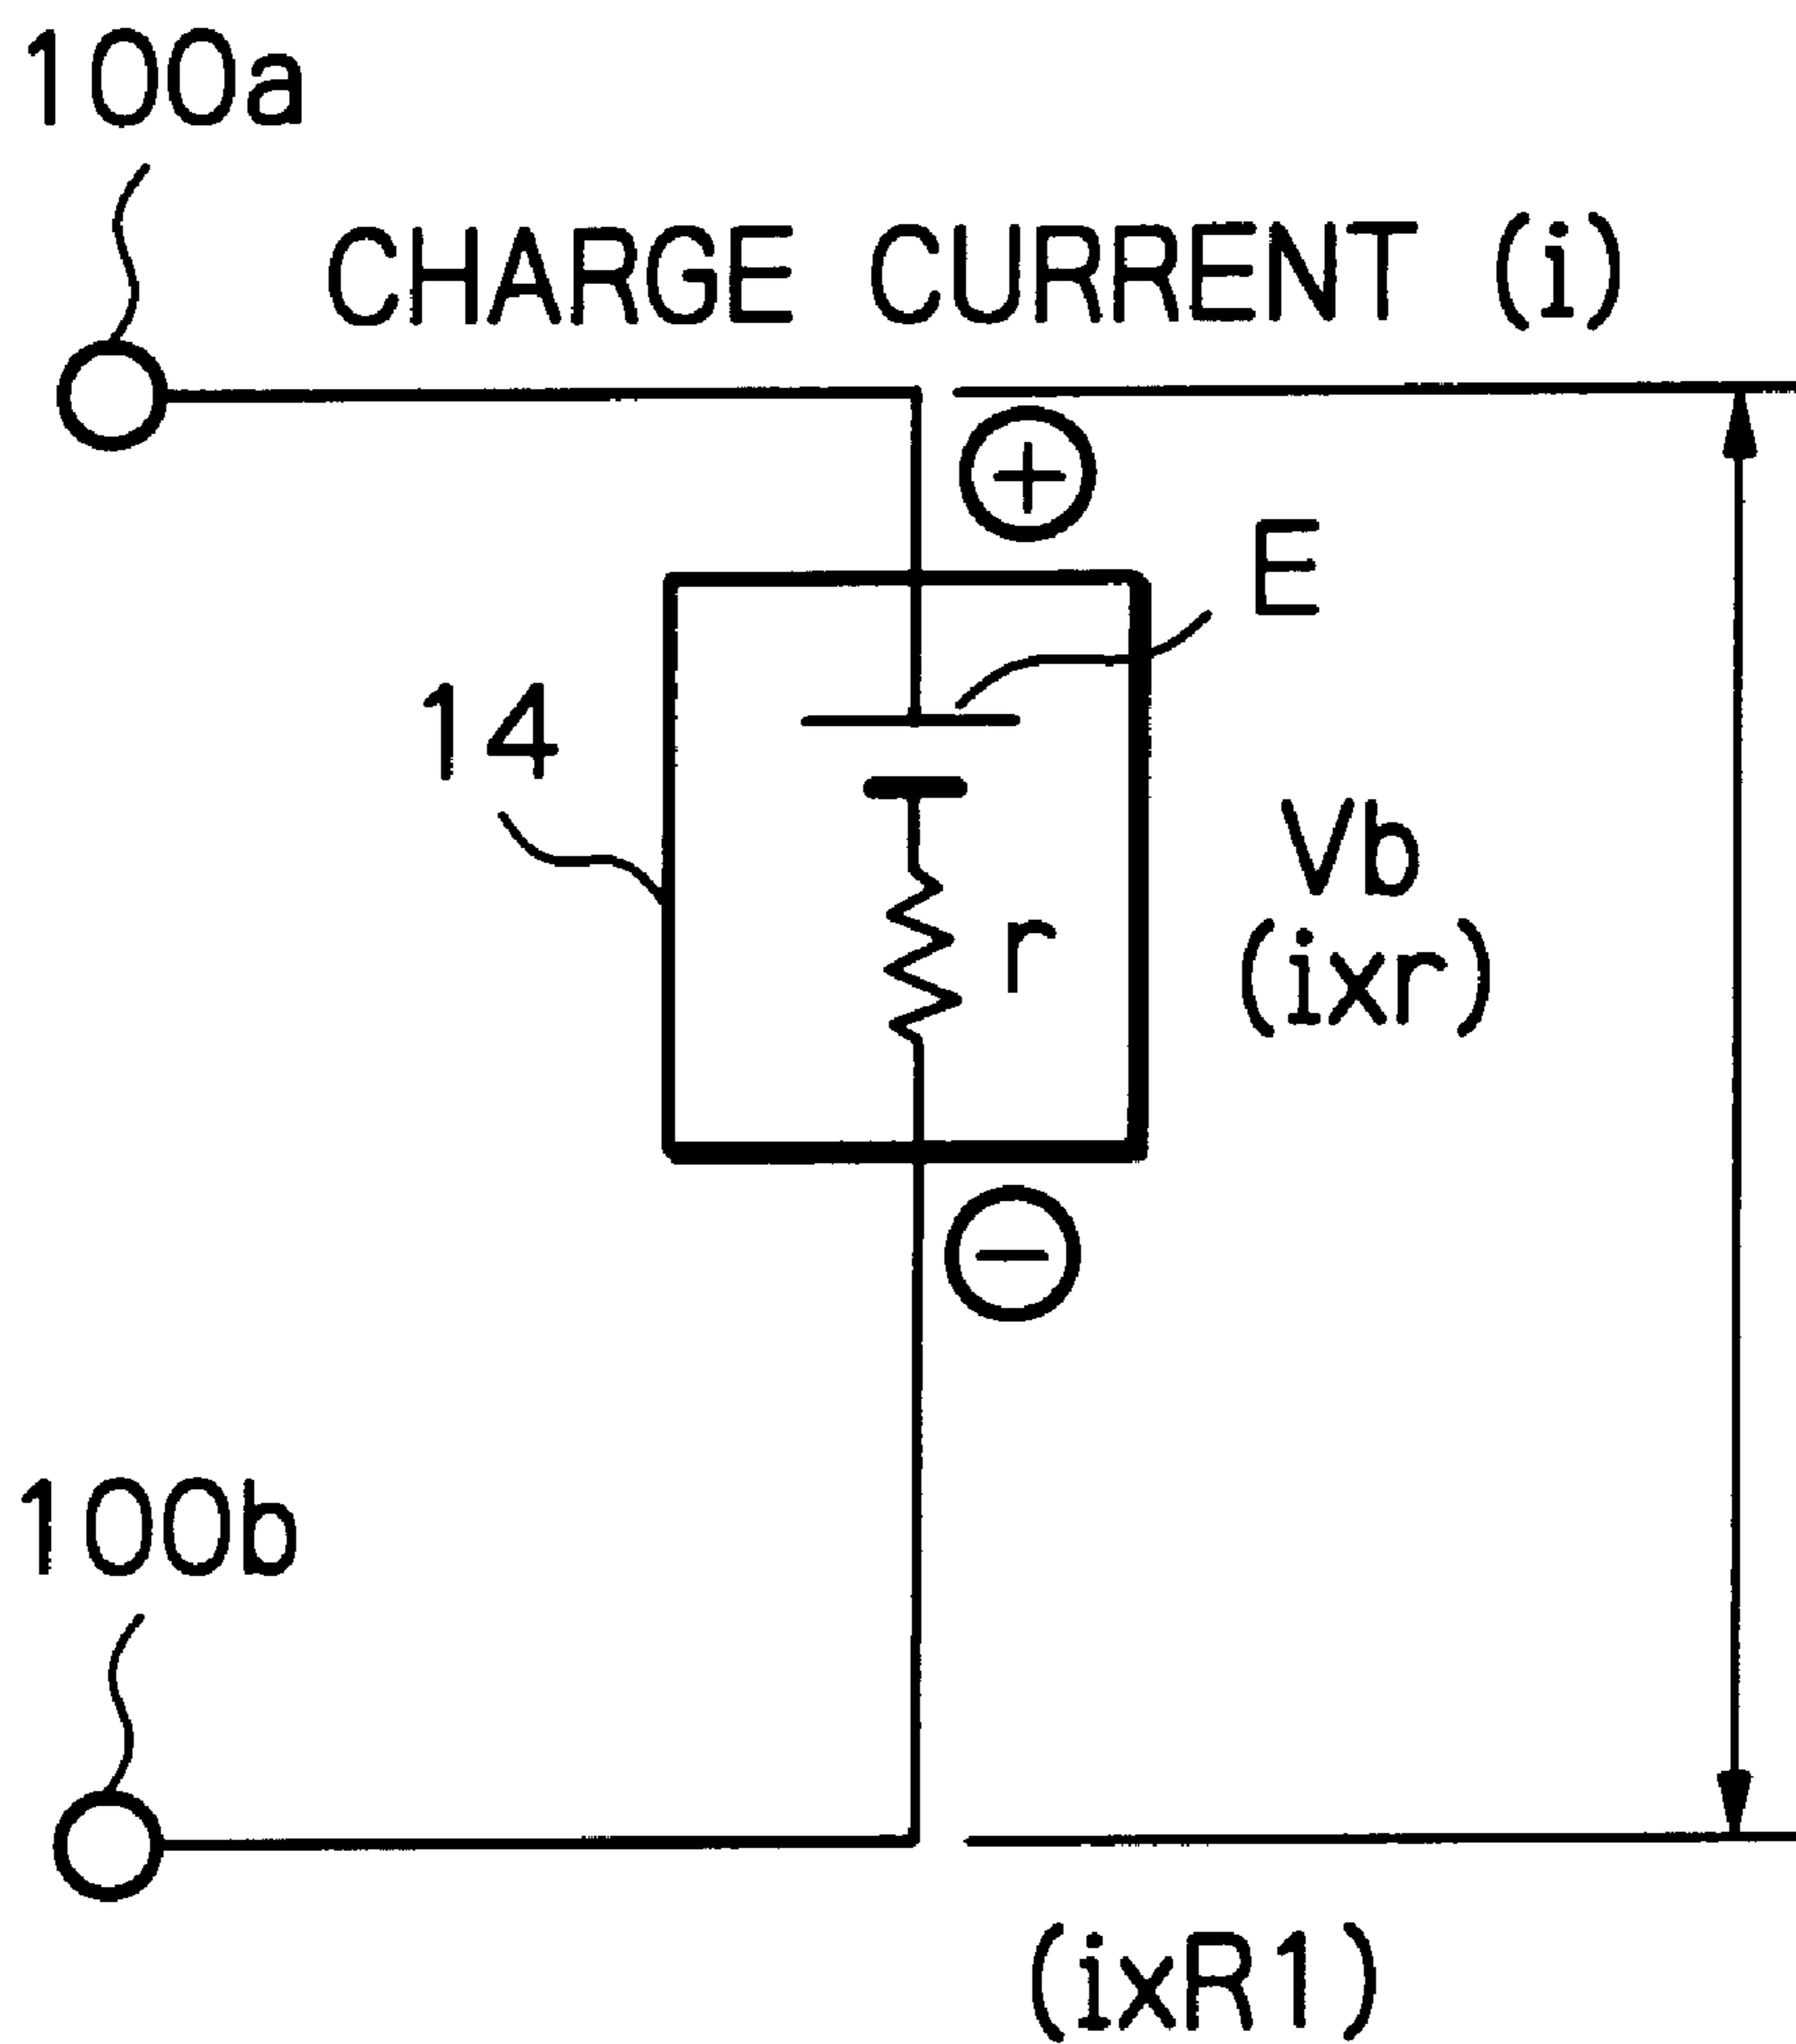 100a
CHARGE CURRENT (i)
+
E
14
Vb
(ixr)
r
−
100b
(ixR1)